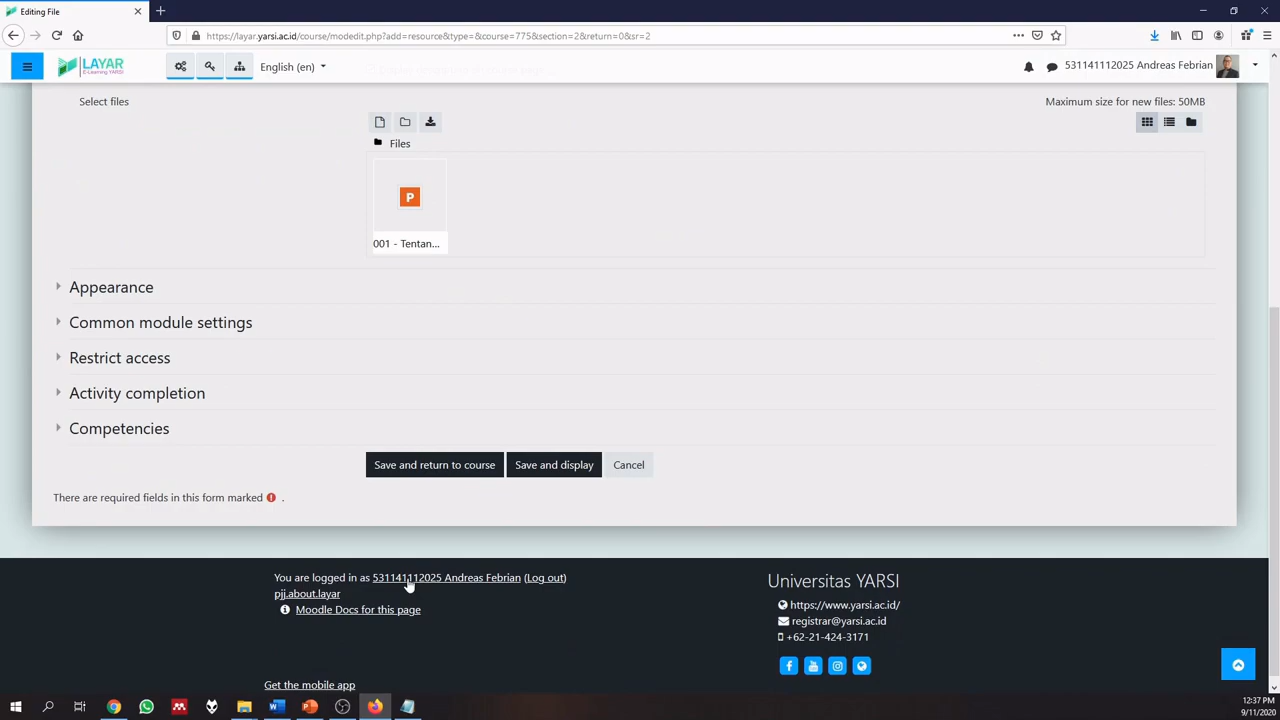 Editing File
https://layar.yarsi.ac.id/course/modedit.php?add=resource&type=&course=775&section=2&return=0&sr=2
LAYAR
E-Learning YARSI
English (en)
531141112025 Andreas Febrian
Select files
Maximum size for new files: 50MB
Files
P
001 - Tentan...
Appearance
Common module settings
Restrict access
Activity completion
Competencies
Save and return to course
Save and display
Cancel
There are required fields in this form marked .
You are logged in as 531141112025 Andreas Febrian (Log out)
pjj.about.layar
Moodle Docs for this page
Get the mobile app
Universitas YARSI
https://www.yarsi.ac.id/
registrar@yarsi.ac.id
+62-21-424-3171
12:37 PM
9/11/2020